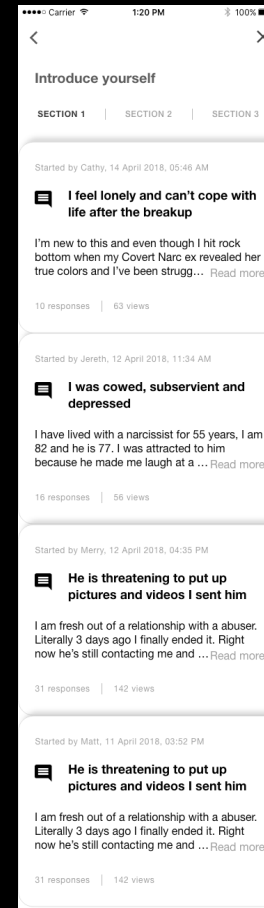 Carrier 1:20 PM 100%
Introduce yourself
SECTION 1 | SECTION 2 | SECTION 3
Started by Cathy, 14 April 2018, 05:46 AM
I feel lonely and can’t cope with
life after the breakup
I’m new to this and even though I hit rock
bottom when my Covert Narc ex revealed her
true colors and I’ve been strugg… Read more
10 responses | 63 views
Started by Jereth, 12 April 2018, 11:34 AM
I was cowed, subservient and
depressed
I have lived with a narcissist for 55 years, I am
82 and he is 77. I was attracted to him
because he made me laugh at a … Read more
16 responses | 56 views
Started by Merry, 12 April 2018, 04:35 PM
He is threatening to put up
pictures and videos I sent him
I am fresh out of a relationship with a abuser.
Literally 3 days ago I finally ended it. Right
now he’s still contacting me and … Read more
31 responses | 142 views
Started by Matt, 11 April 2018, 03:52 PM
He is threatening to put up
pictures and videos I sent him
I am fresh out of a relationship with a abuser.
Literally 3 days ago I finally ended it. Right
now he’s still contacting me and … Read more
31 responses | 142 views